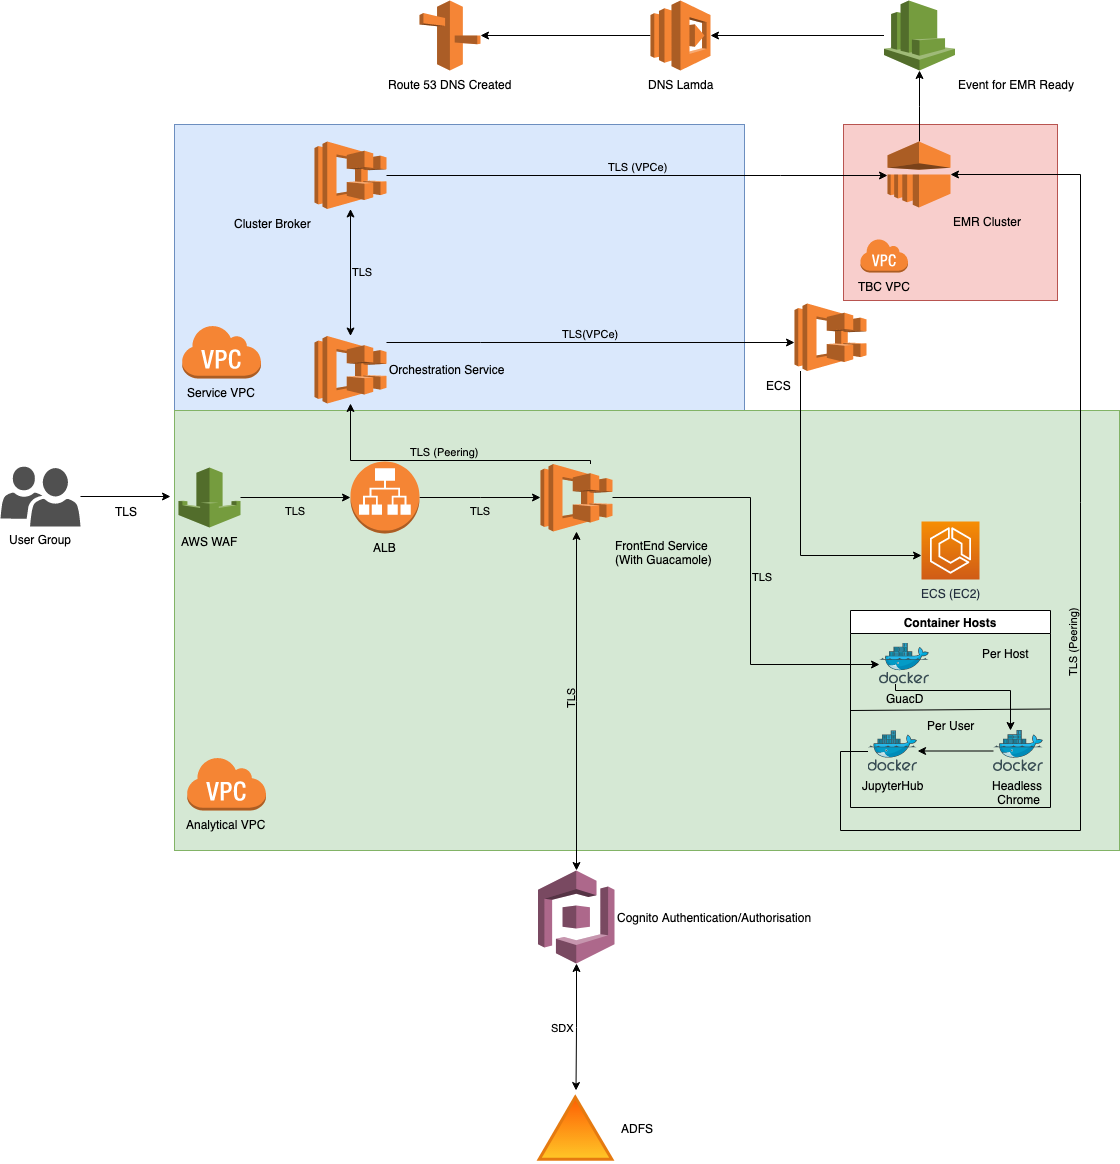 Route 53 DNS Created
DNS Lamda
Event for EMR Ready
TLS (VPCe)
Cluster Broker
EMR Cluster
VPC
TBC VPC
TLS
TLS(VPCe)
VPC
Orchestration Service
ECS
Service VPC
TLS (Peering)
TLS
User Group
AWS WAF
TLS
ALB
TLS
FrontEnd Service
(With Guacamole)
TLS
ECS (EC2)
Container Hosts
Per Host
docker
GuacD
Per User
docker
JupyterHub
docker
Headless
Chrome
TLS (Peering)
TLS
VPC
Analytical VPC
Cognito Authentication/Authorisation
SDX
ADFS